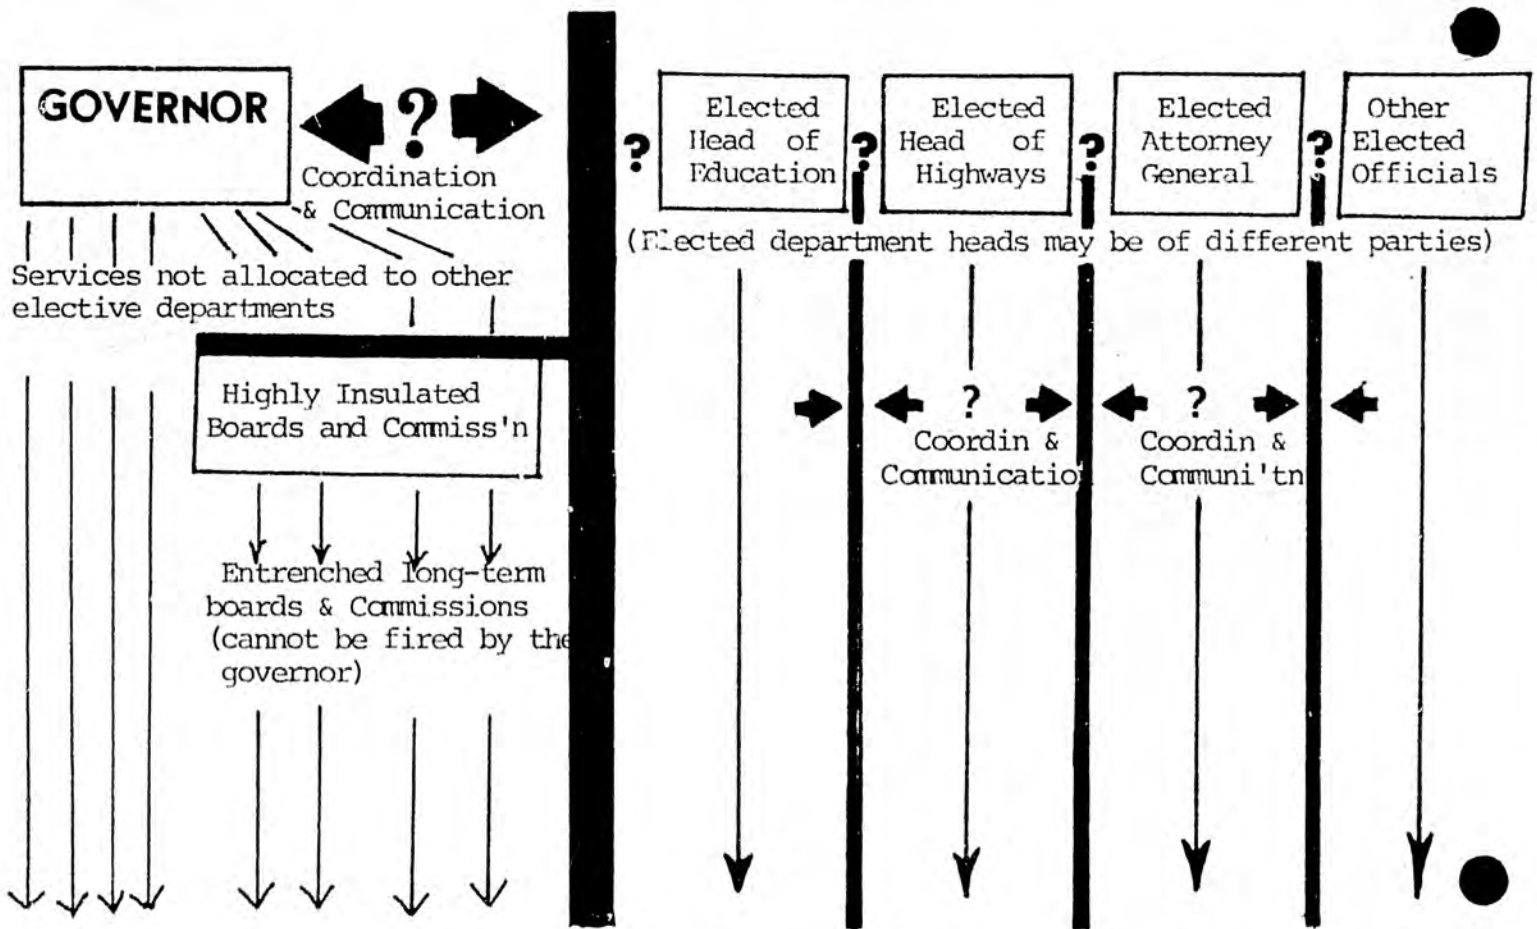 GOVERNOR
?
Coordination
& Communication
Services not allocated to other
elective departments
Highly Insulated
Boards and Commiss'n
Entrenched long-term
boards & Commissions
(cannot be fired by the
governor)
?
Elected
Head of
Education
?
Elected
Head of
Highways
?
Elected
Attorney
General
?
Other
Elected
Officials
(Elected department heads may be of different parties)
?
Coordin &
Communication
?
Coordin &
Communi'tn